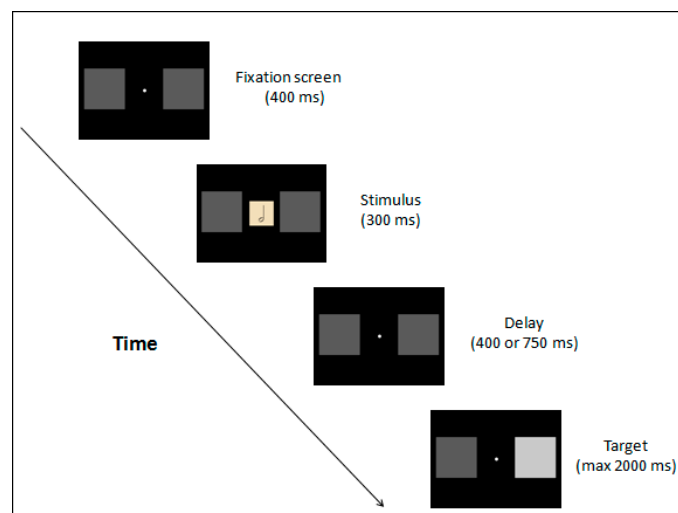 Fixation screen
(400 ms)
Stimulus
(300 ms)
Delay
(400 or 750 ms)
Time
Target
(max 2000 ms)